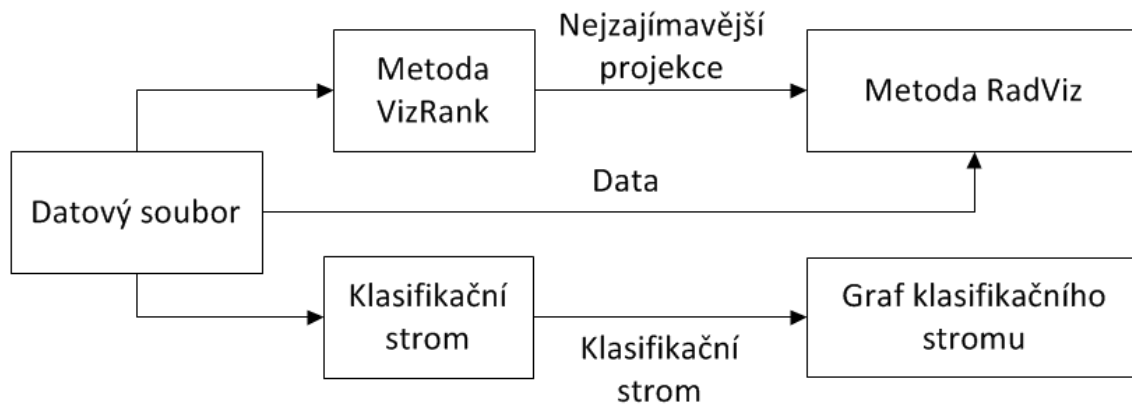 Nejzajímavější
projekce
Metoda
VizRank
Metoda RadViz
Data
Datový soubor
Klasifikační
strom
Graf klasifikačního
stromu
Klasifikační
strom